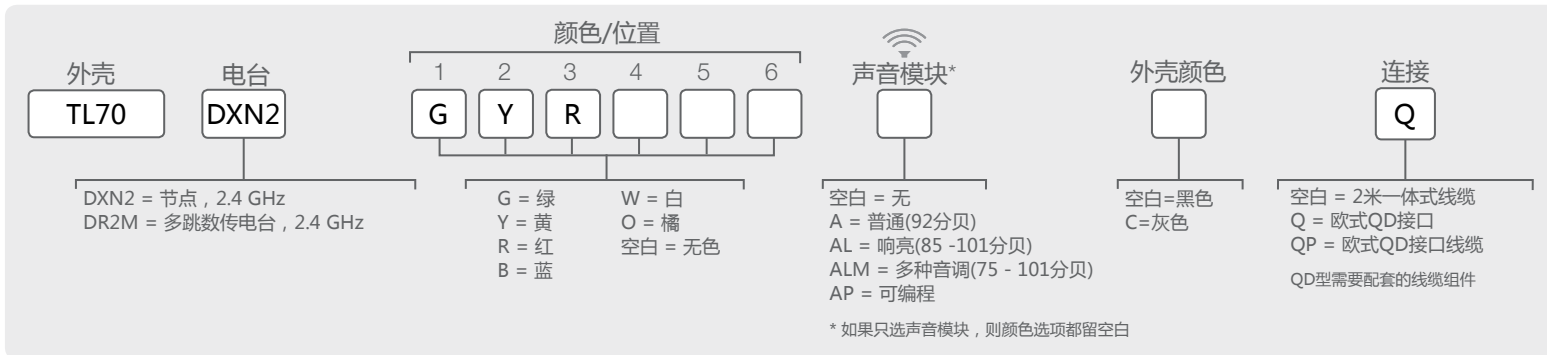 颜色/位置
外壳 电台 1 2 3 4 5 6 声音模块* 外壳颜色 连接
TL70 DXN2 G Y R Q
DXN2 = 节点，2.4 GHz
DR2M = 多跳数传电台，2.4 GHz
G = 绿 W = 白
Y = 黄 O = 橘
R = 红 空白 = 无色
B = 蓝
空白 = 无
A = 普通(92分贝)
AL = 响亮(85 -101分贝)
ALM = 多种音调(75 - 101分贝)
AP = 可编程
* 如果只选声音模块，则颜色选项都留空白
空白=黑色
C=灰色
空白 = 2米一体式线缆
Q = 欧式QD接口
QP = 欧式QD接口线缆
QD型需要配套的线缆组件